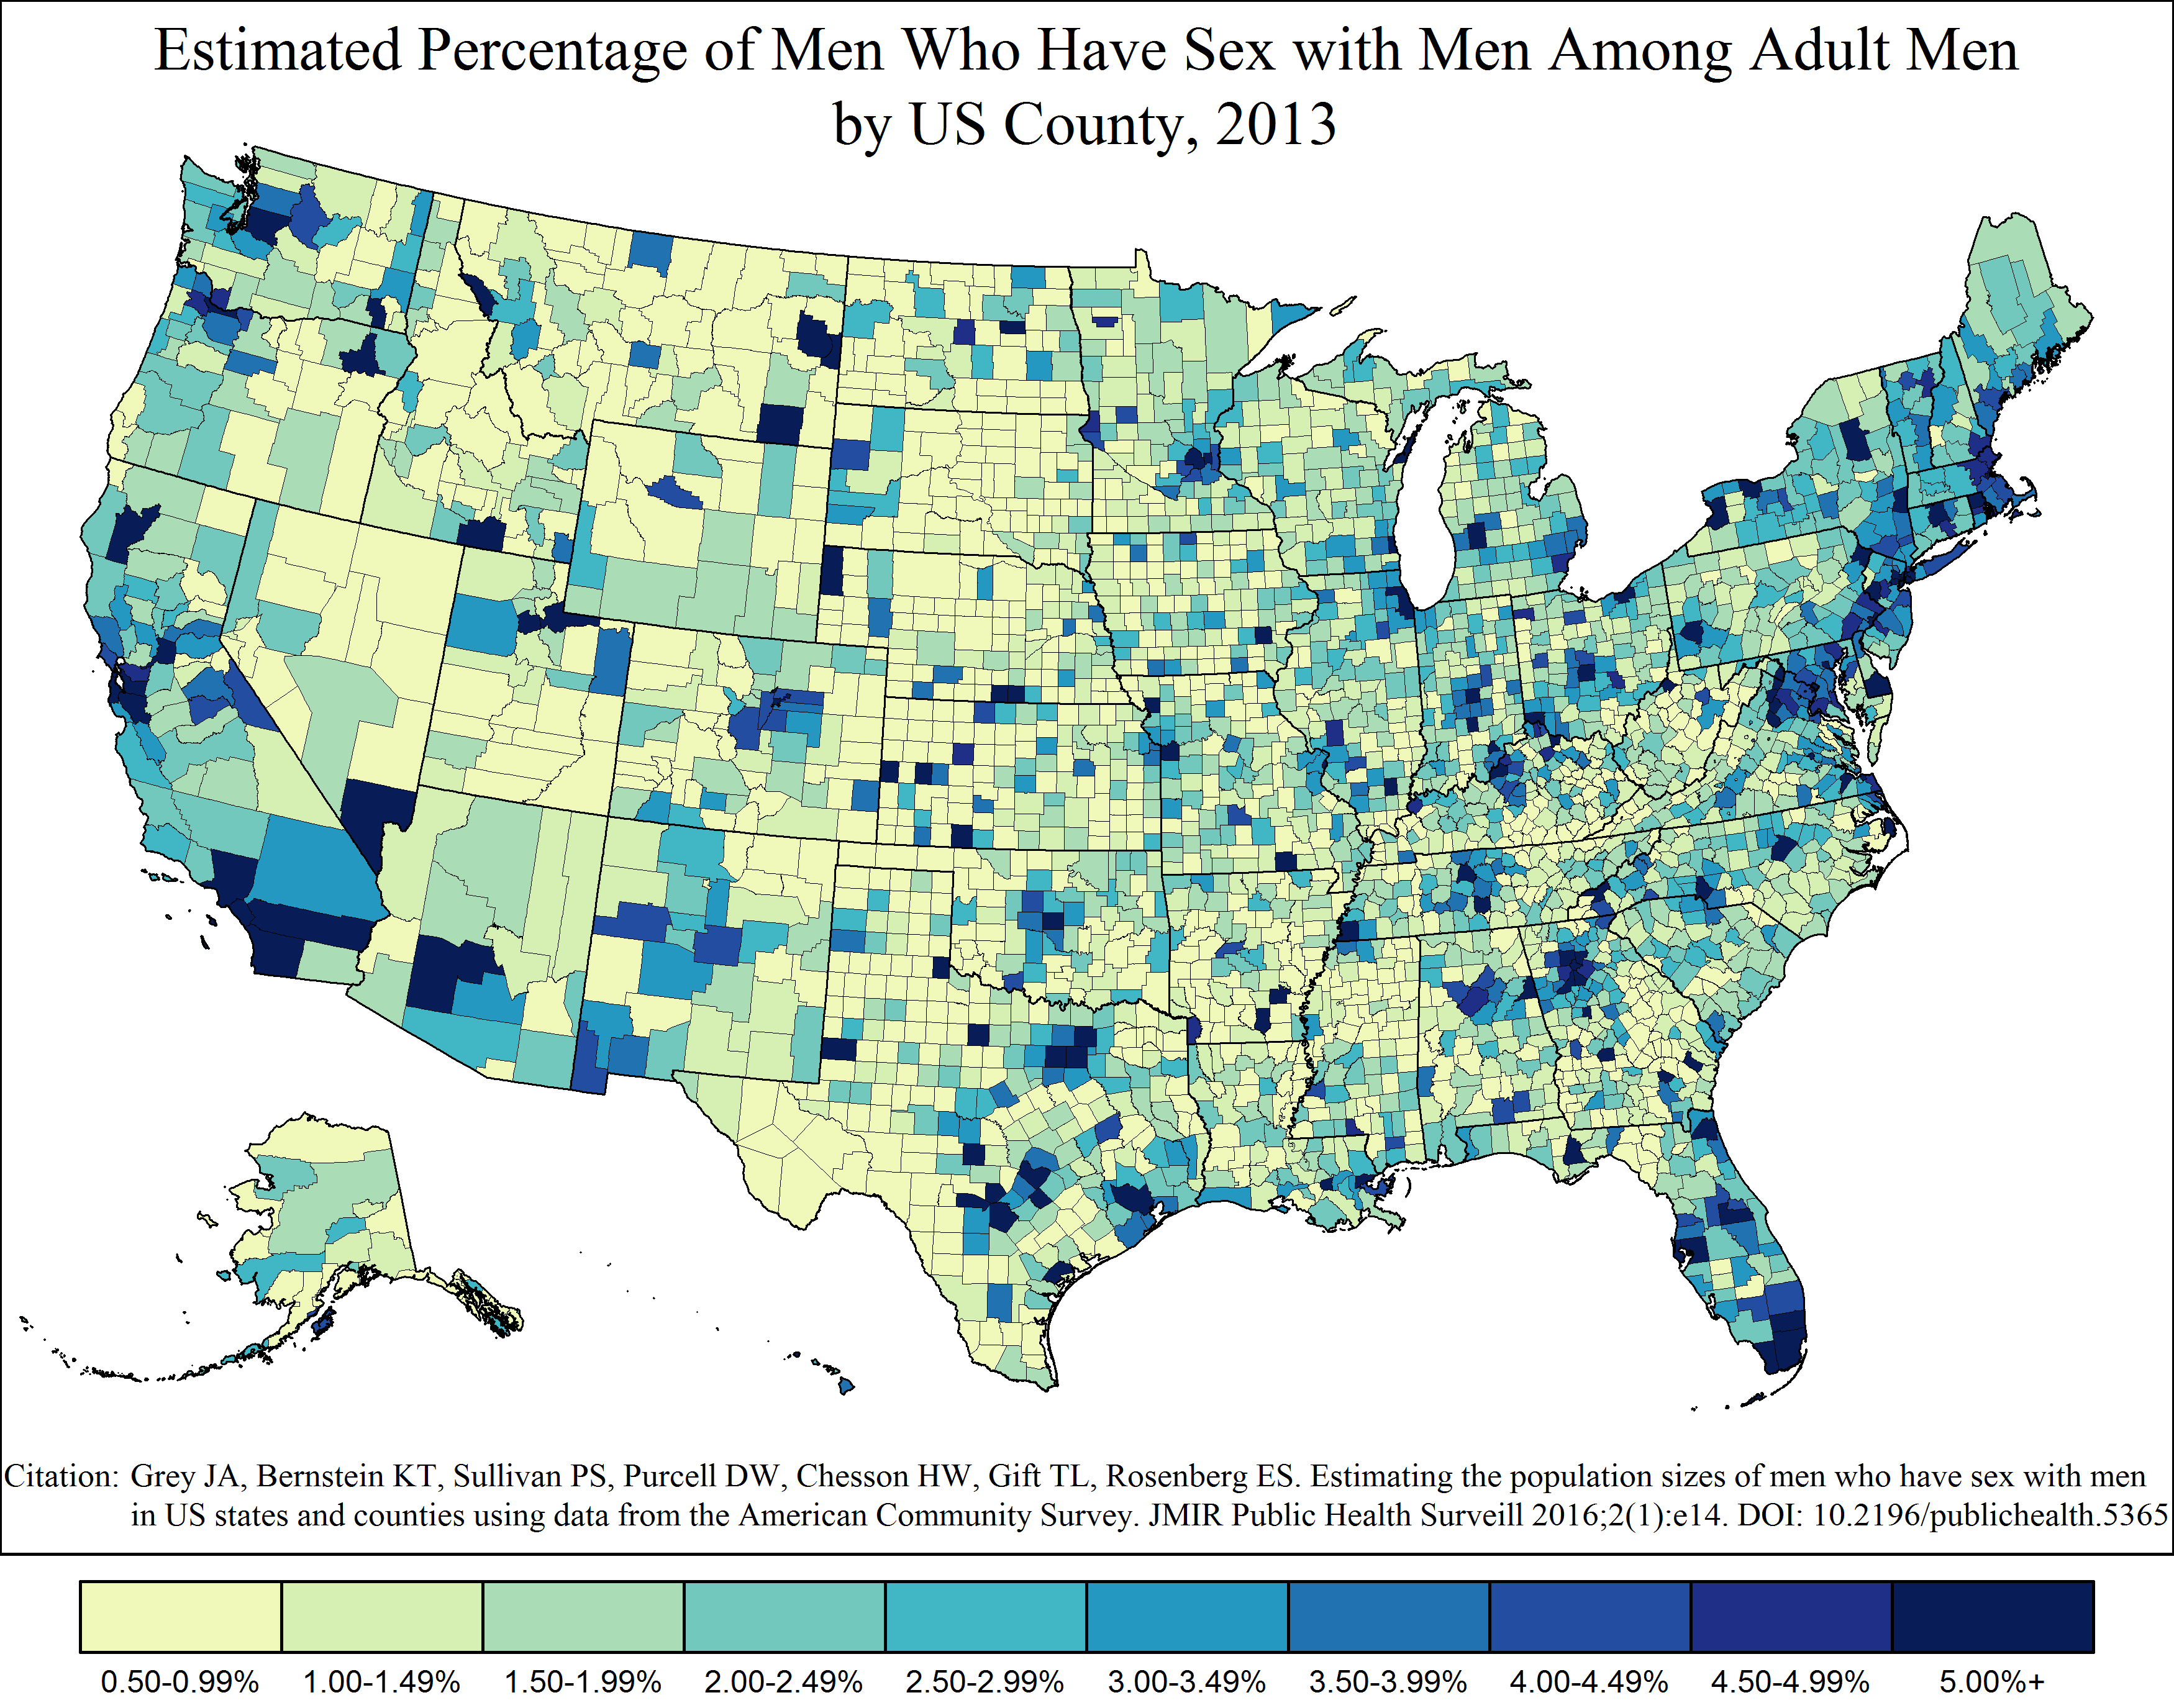 Estimated Percentage of Men Who Have Sex with Men Among Adult Men
by US County, 2013
Citation: Grey JA, Bernstein KT, Sullivan PS, Purcell DW, Chesson HW, Gift TL, Rosenberg ES. Estimating the population sizes of men who have sex with men
in US states and counties using data from the American Community Survey. JMIR Public Health Surveill 2016;2(1):e14. DOI: 10.2196/publichealth.5365
0.50-0.99% 1.00-1.49% 1.50-1.99% 2.00-2.49% 2.50-2.99% 3.00-3.49% 3.50-3.99% 4.00-4.49% 4.50-4.99% 5.00%+